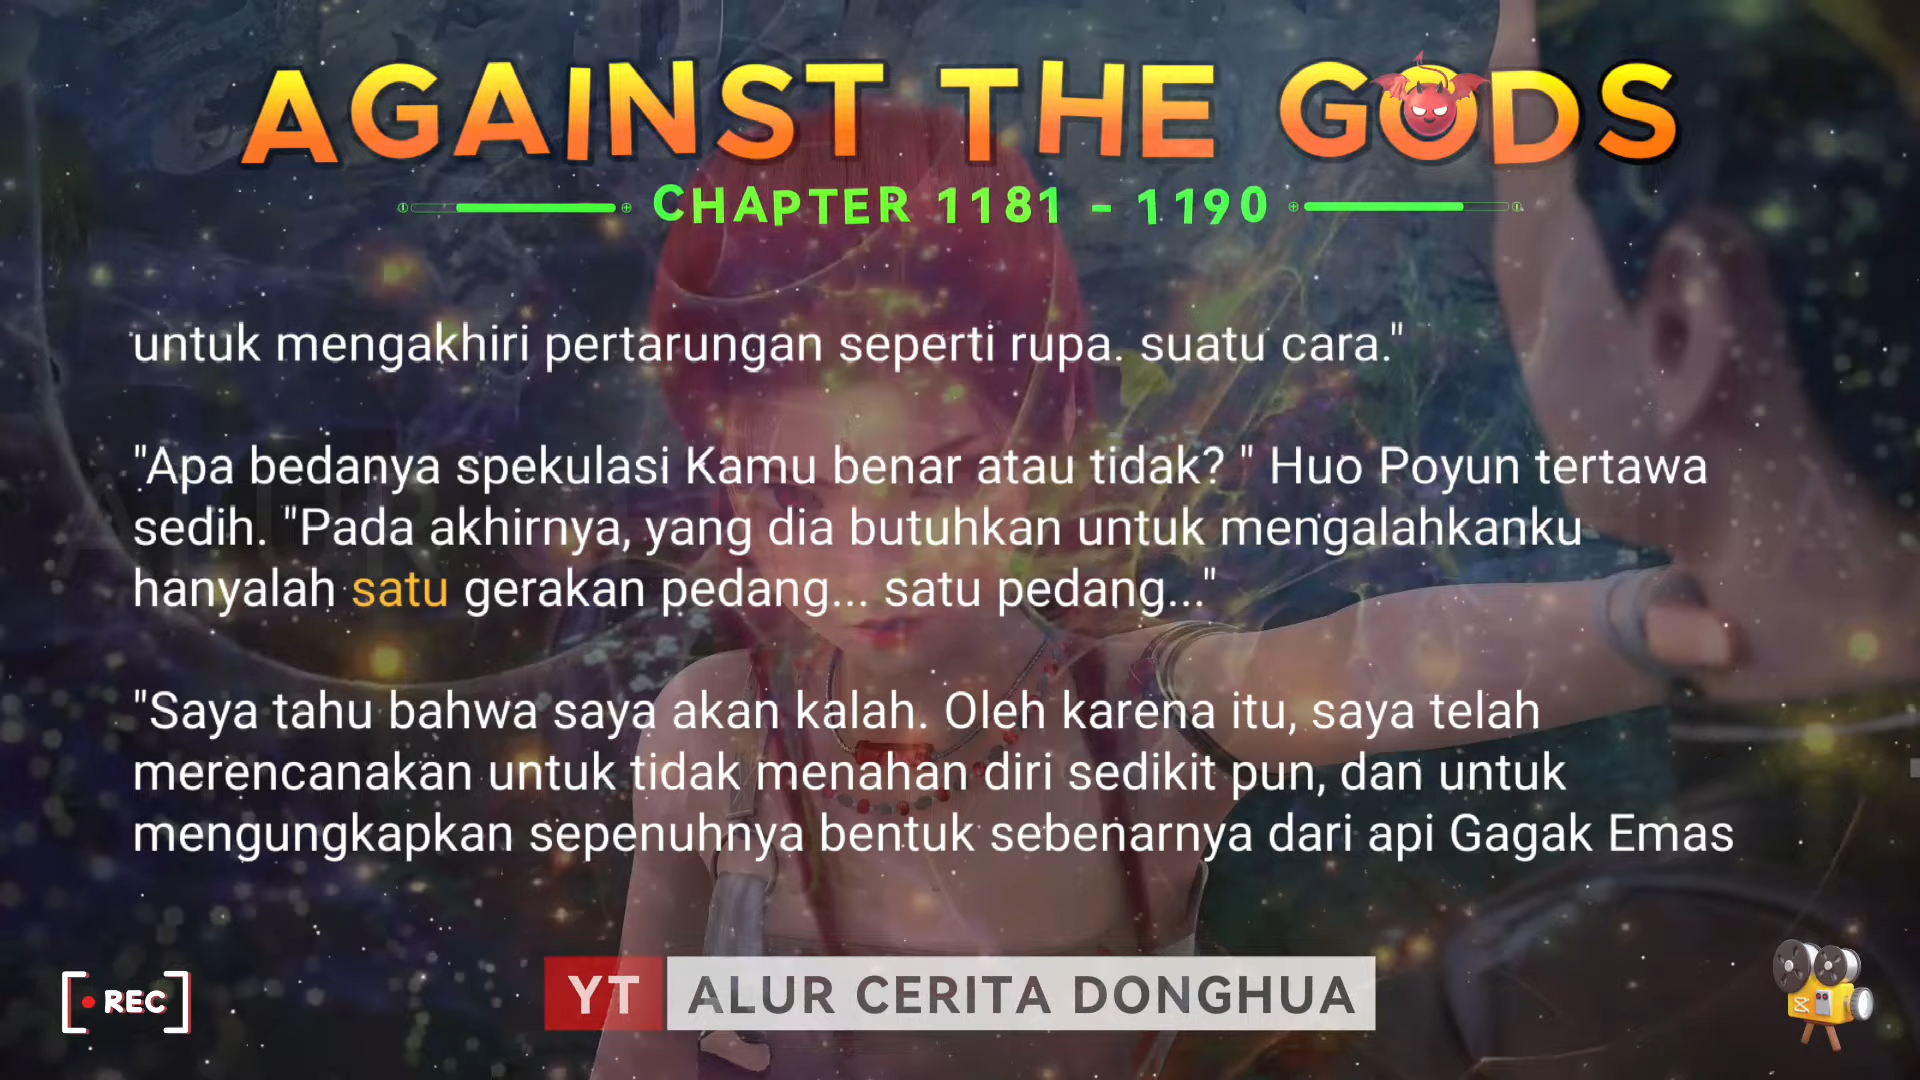 AGAINST THE GODS
CHAPTER 1181 - 1190
untuk mengakhiri pertarungan seperti rupa. suatu cara."
"Apa bedanya spekulasi Kamu benar atau tidak? " Huo Poyun tertawa
sedih. "Pada akhirnya, yang dia butuhkan untuk mengalahkanku
hanyalah satu gerakan pedang... satu pedang..."
"Saya tahu bahwa saya akan kalah. Oleh karena itu, saya telah
merencanakan untuk tidak menahan diri sedikit pun, dan untuk
mengungkapkan sepenuhnya bentuk sebenarnya dari api Gagak Emas
REC
YT ALUR CERITA DONGHUA